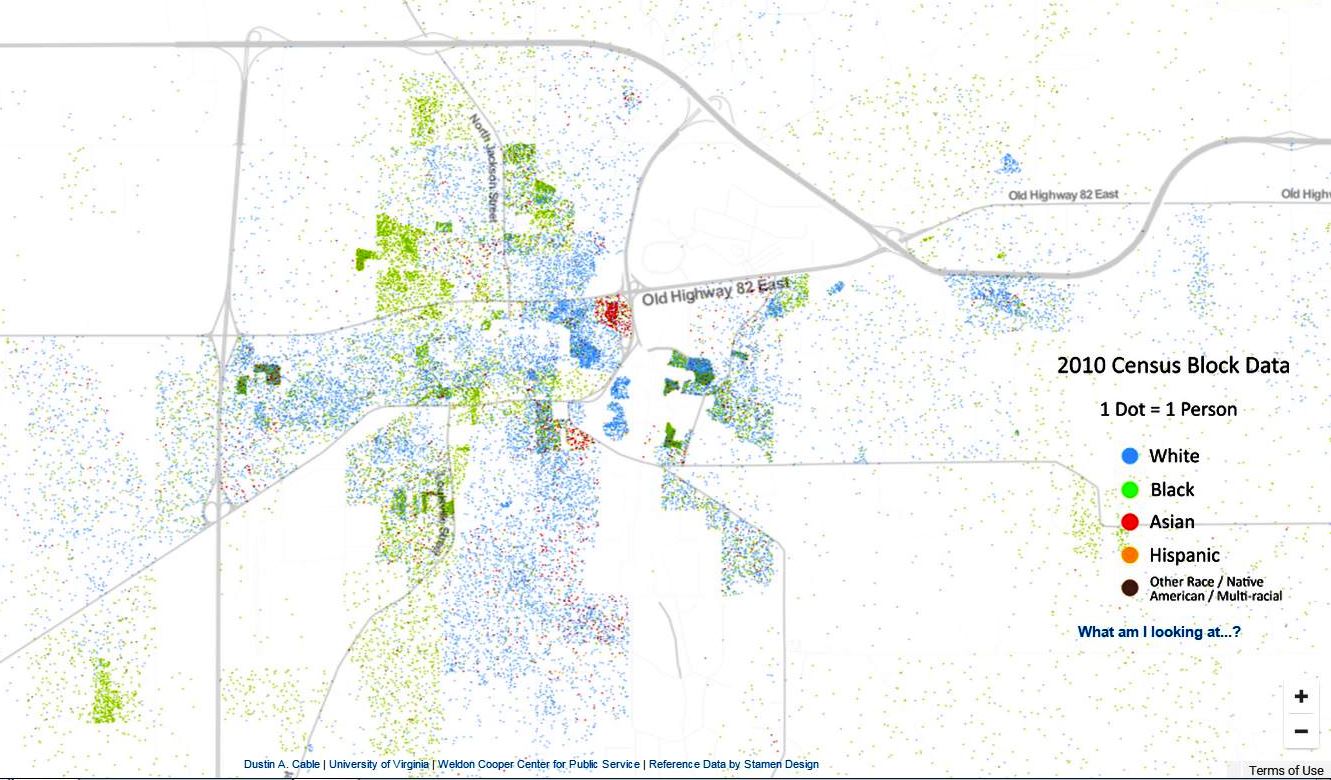 North Jackson Street
Old Highway 82 East
Old Highw
Old Highway 82 East
2010 Census Block Data
1 Dot = 1 Person
White
Black
Asian
Hispanic
Other Race / Native
American / Multi-racial
What am I looking at...?
+
−
Dustin A. Cable | University of Virginia | Weldon Cooper Center for Public Service | Reference Data by Stamen Design
Terms of Use